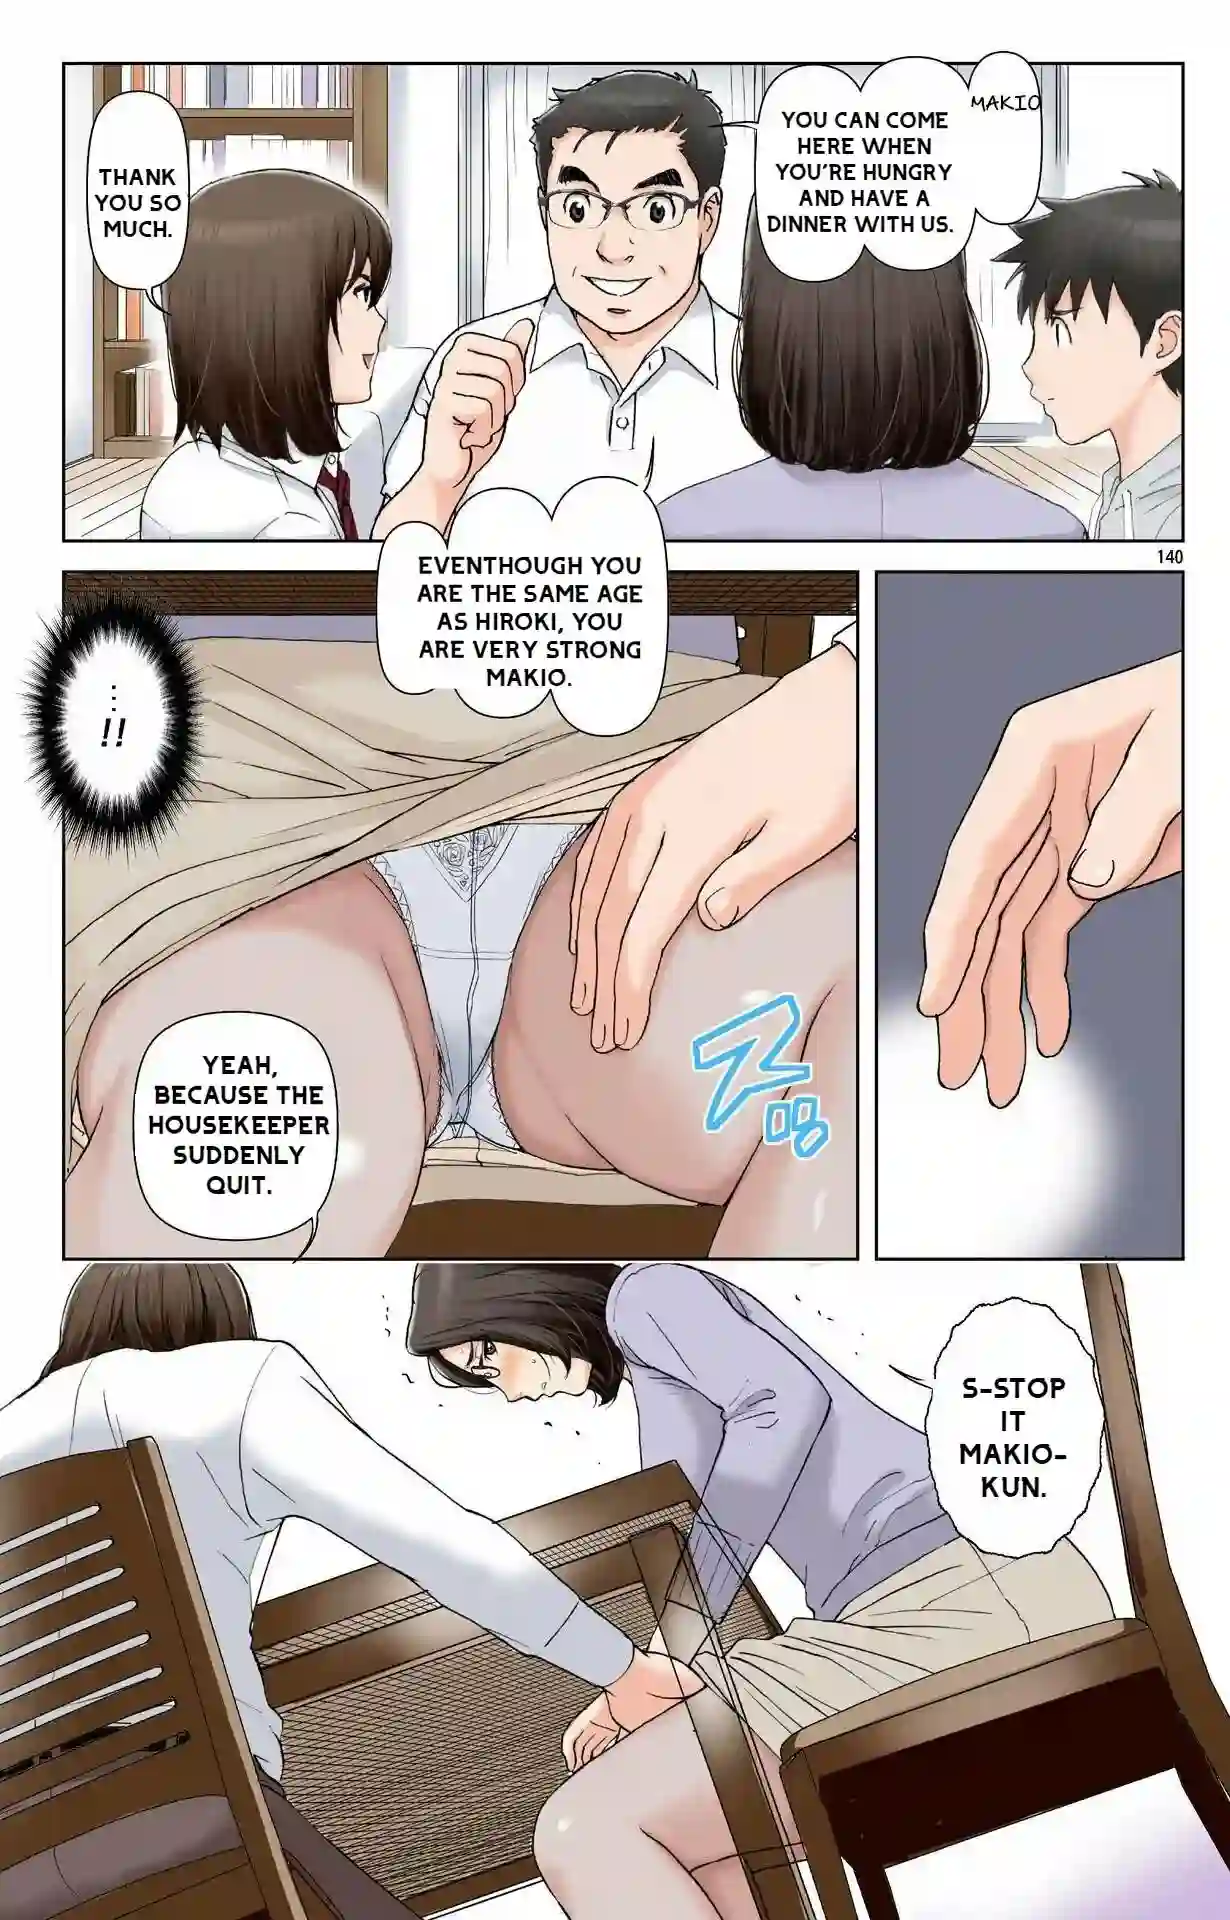 THANK
YOU SO
MUCH.
MAKIO
YOU CAN COME
HERE WHEN
YOU'RE HUNGRY
AND HAVE A
DINNER WITH US.
140
EVENTHOUGH YOU
ARE THE SAME AGE
AS HIROKI, YOU
ARE VERY STRONG
MAKIO.
...
!!
YEAH,
BECAUSE THE
HOUSEKEEPER
SUDDENLY
QUIT.
S-STOP
IT
MAKIO-
KUN.